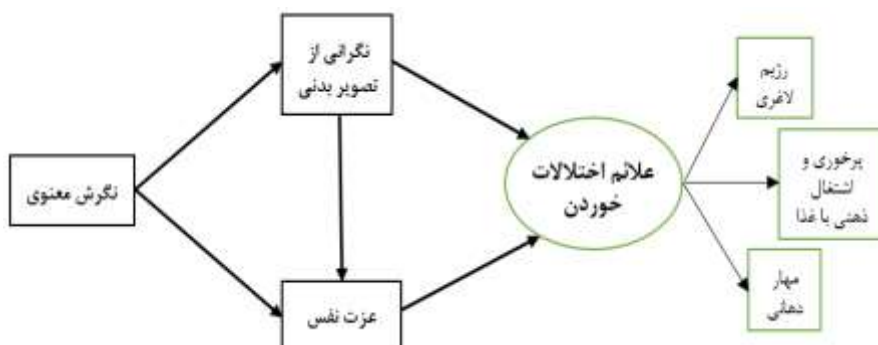 نگرانی از
تصویر بدنی
نگرش معنوی
عزت نفس
علائم اختلالات
خوردن
رژیم
لاغری
پرخوری و
اشتغال
ذهنی با غذا
مهار
دهانی